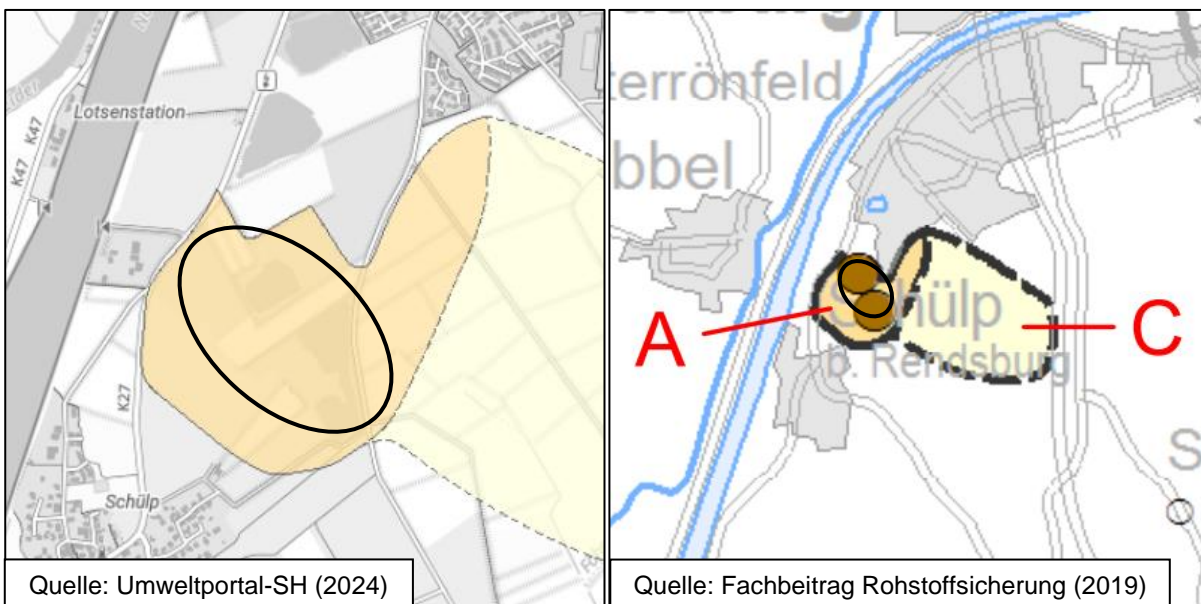 Lotsenstation
K47
K47
K27
Schülp
Quelle: Umweltportal-SH (2024)
terrönfeld
bbel
A
Schülp
b. Rendsburg
C
S
Quelle: Fachbeitrag Rohstoffsicherung (2019)